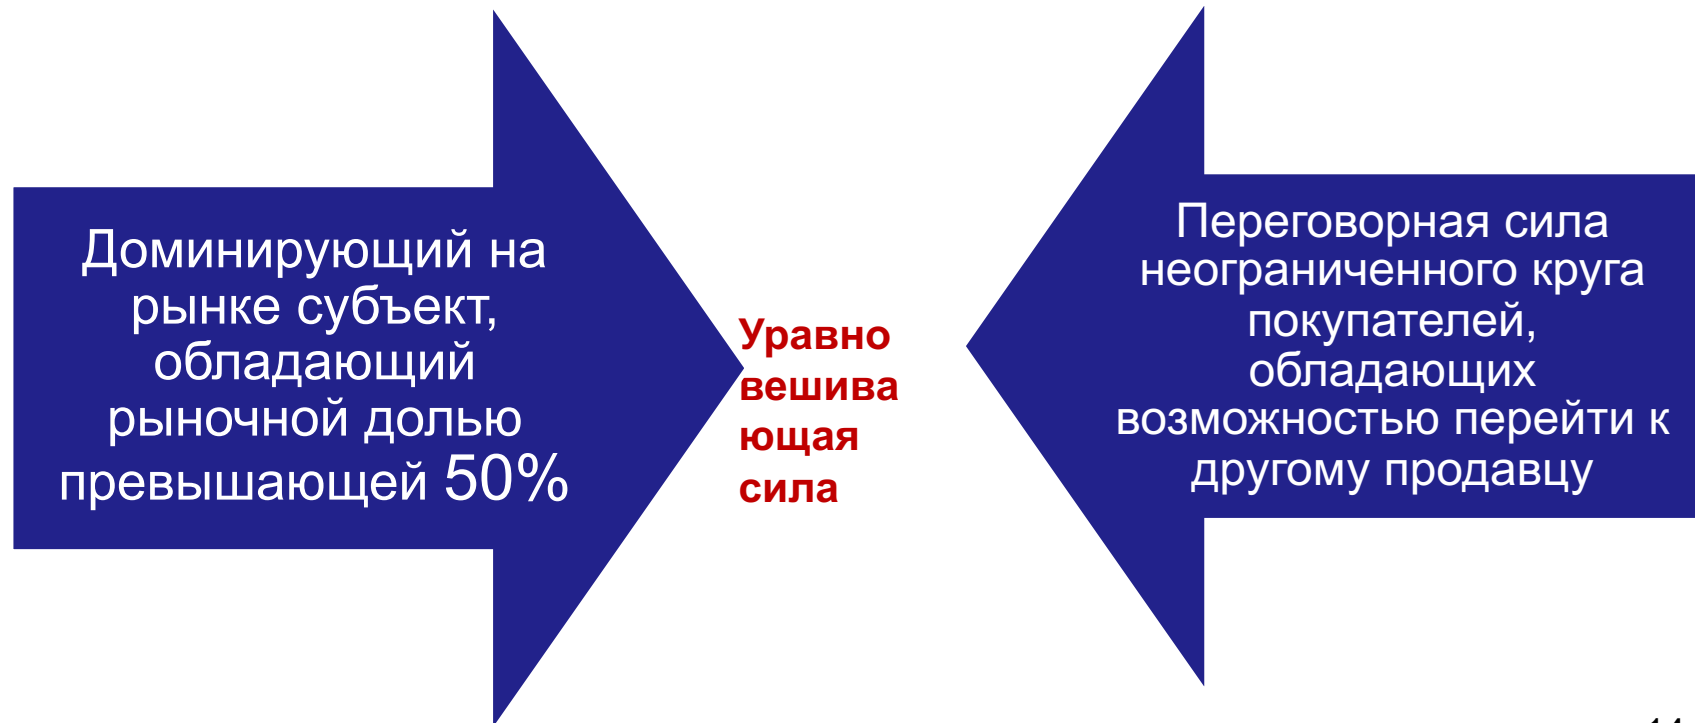 Доминирующий на
рынке субъект,
обладающий
рыночной долью
превышающей 50%
Уравно
вешива
ющая
сила
Переговорная сила
неограниченного круга
покупателей,
обладающих
возможностью перейти к
другому продавцу